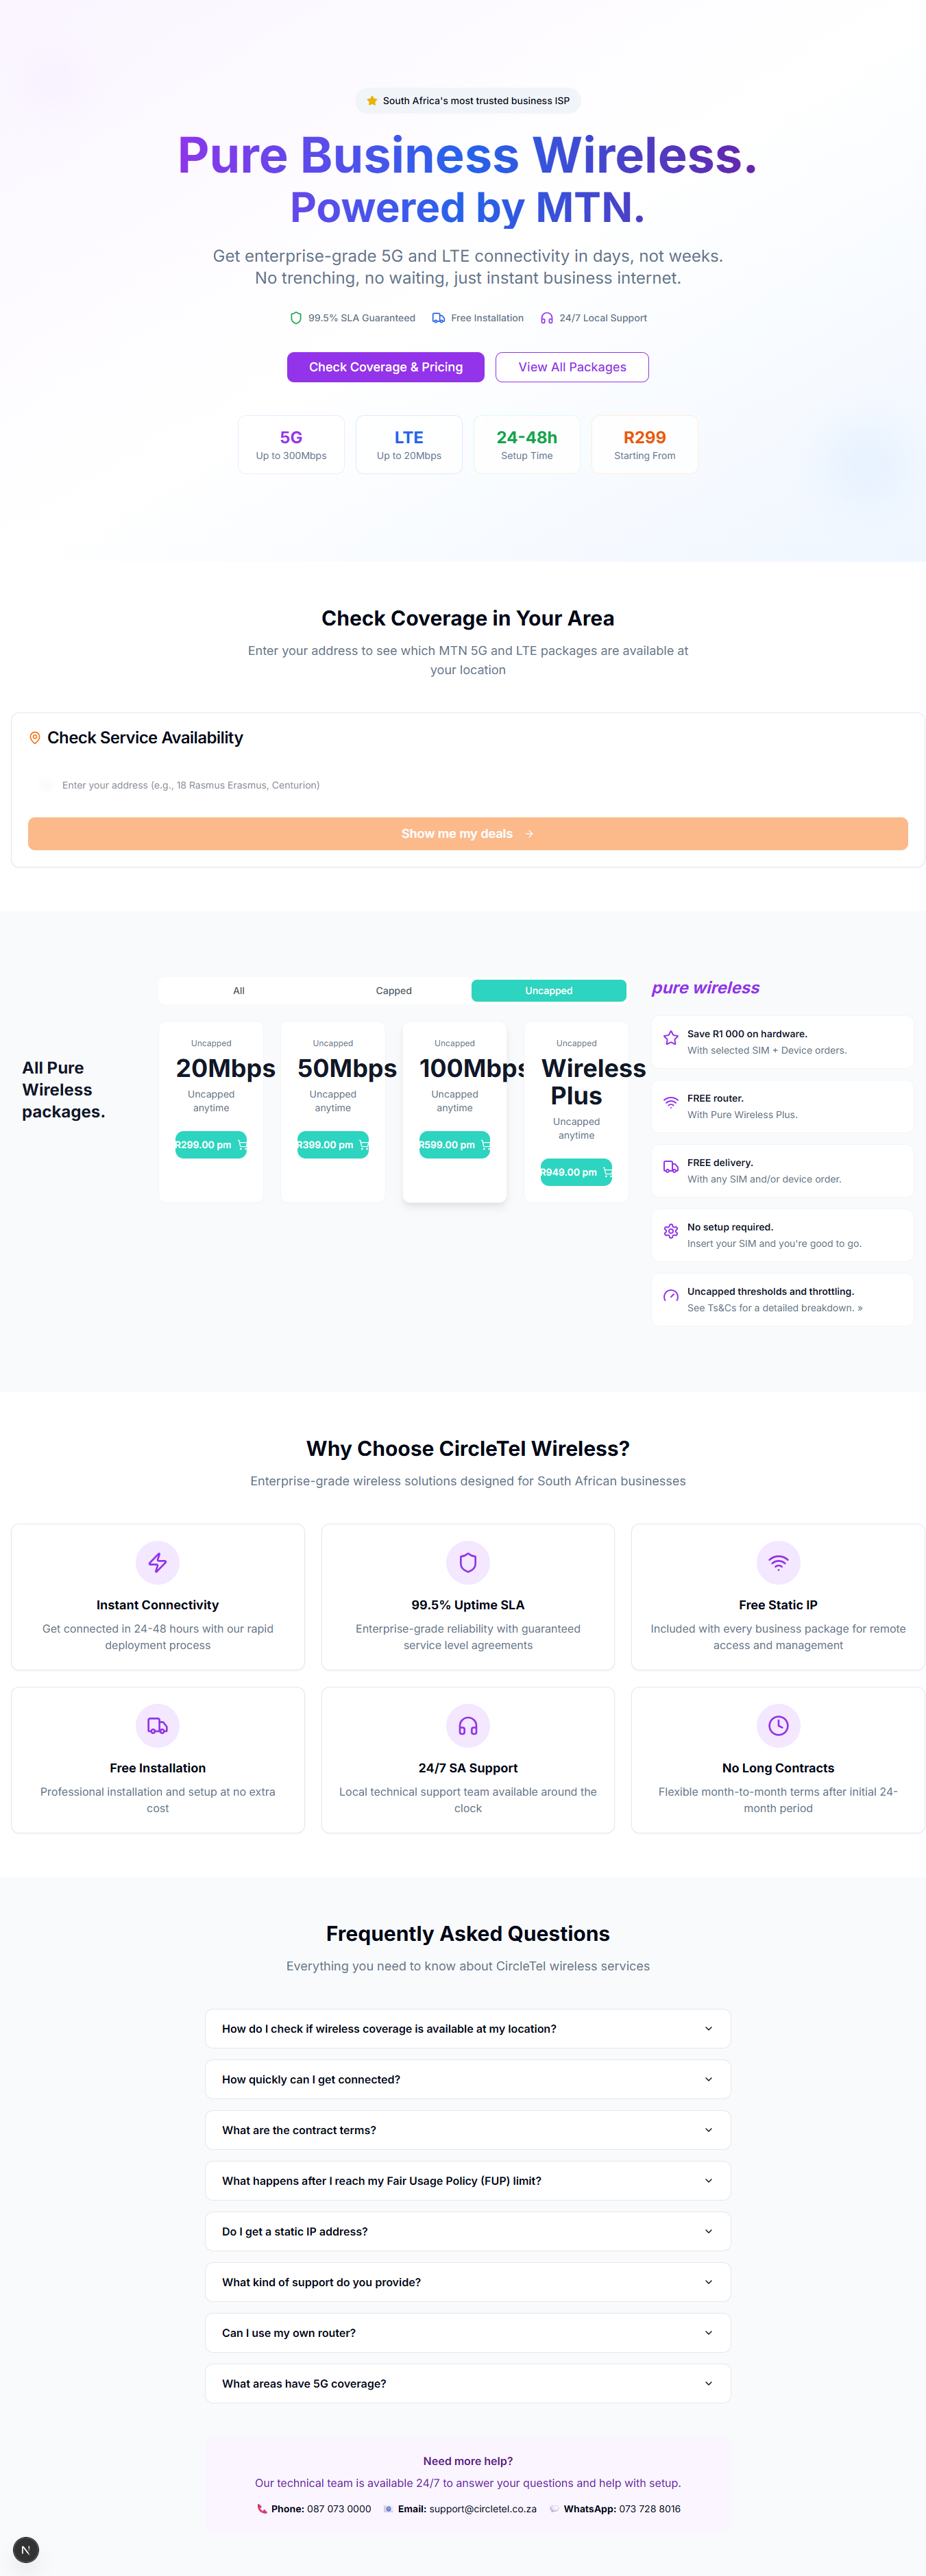 South Africa's most trusted business ISP
Pure Business Wireless.
Powered by MTN.
Get enterprise-grade 5G and LTE connectivity in days, not weeks.
No trenching, no waiting, just instant business internet.
99.5% SLA Guaranteed
Free Installation
24/7 Local Support
Check Coverage & Pricing
View All Packages
5G
Up to 300Mbps
LTE
Up to 20Mbps
24-48h
Setup Time
R299
Starting From
Check Coverage in Your Area
Enter your address to see which MTN 5G and LTE packages are available at
your location
Check Service Availability
Enter your address (e.g., 18 Rasmus Erasmus, Centurion)
Show me my deals
All Pure
Wireless
packages.
All
Capped
Uncapped
Uncapped
20Mbps
Uncapped
anytime
R299.00 pm
Uncapped
50Mbps
Uncapped
anytime
R399.00 pm
Uncapped
100Mbps
Uncapped
anytime
R599.00 pm
Uncapped
Wireless
Plus
Uncapped
anytime
R949.00 pm
pure wireless
Save R1 000 on hardware.
With selected SIM + Device orders.
FREE router.
With Pure Wireless Plus.
FREE delivery.
With any SIM and/or device order.
No setup required.
Insert your SIM and you're good to go.
Uncapped thresholds and throttling.
See Ts&Cs for a detailed breakdown. »
Why Choose CircleTel Wireless?
Enterprise-grade wireless solutions designed for South African businesses
Instant Connectivity
Get connected in 24-48 hours with our rapid
deployment process
99.5% Uptime SLA
Enterprise-grade reliability with guaranteed
service level agreements
Free Static IP
Included with every business package for remote
access and management
Free Installation
Professional installation and setup at no extra
cost
24/7 SA Support
Local technical support team available around the
clock
No Long Contracts
Flexible month-to-month terms after initial 24-
month period
Frequently Asked Questions
Everything you need to know about CircleTel wireless services
How do I check if wireless coverage is available at my location?
How quickly can I get connected?
What are the contract terms?
What happens after I reach my Fair Usage Policy (FUP) limit?
Do I get a static IP address?
What kind of support do you provide?
Can I use my own router?
What areas have 5G coverage?
Need more help?
Our technical team is available 24/7 to answer your questions and help with setup.
Phone: 087 073 0000
Email: support@circletel.co.za
WhatsApp: 073 728 8016
N